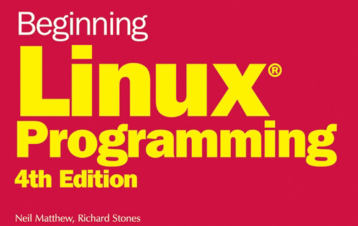 Beginning
Linux®
Programming
4th Edition
Neil Matthew, Richard Stones